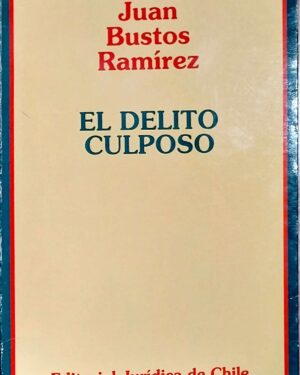 Juan
Bustos
Ramírez
EL DELITO
CULPOSO
Editorial Jurídica de Chile